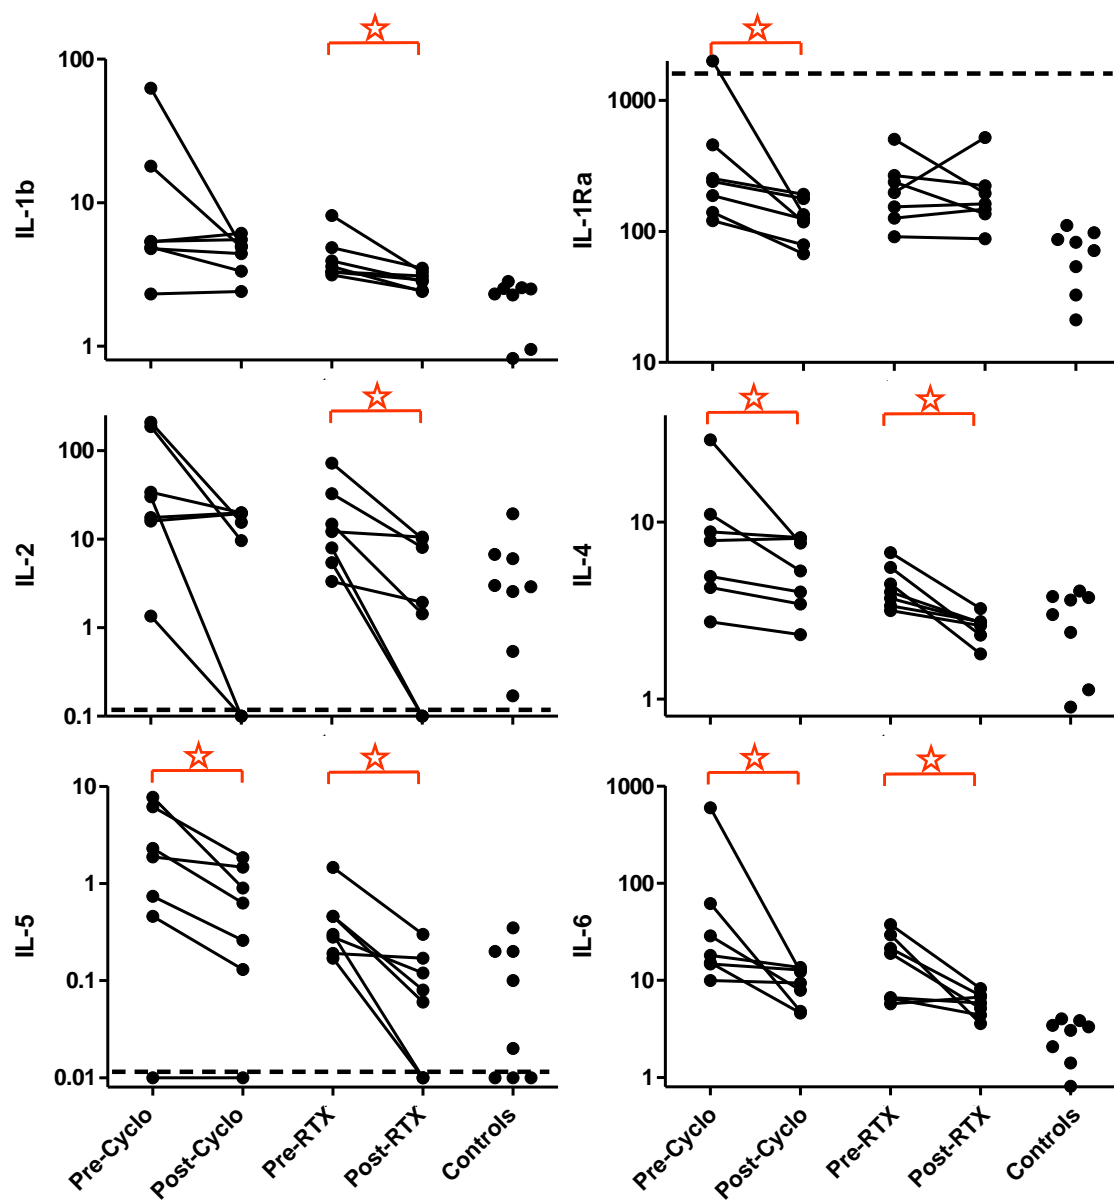 IL-1b
100
10
1
IL-1Ra
1000
100
10
IL-2
100
10
1
0.1
IL-4
10
1
IL-5
10
1
0.1
0.01
Pre-Cyclo
Post-Cyclo
Pre-RTX
Post-RTX
Controls
IL-6
1000
100
10
1
Pre-Cyclo
Post-Cyclo
Pre-RTX
Post-RTX
Controls